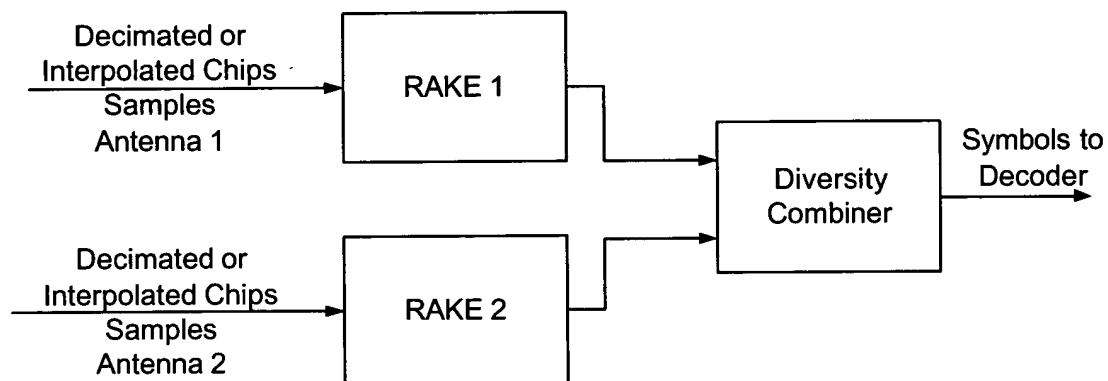 Decimated or
Interpolated Chips
Samples
Antenna 1
RAKE 1
Diversity
Combiner
Symbols to
Decoder
Decimated or
Interpolated Chips
Samples
Antenna 2
RAKE 2